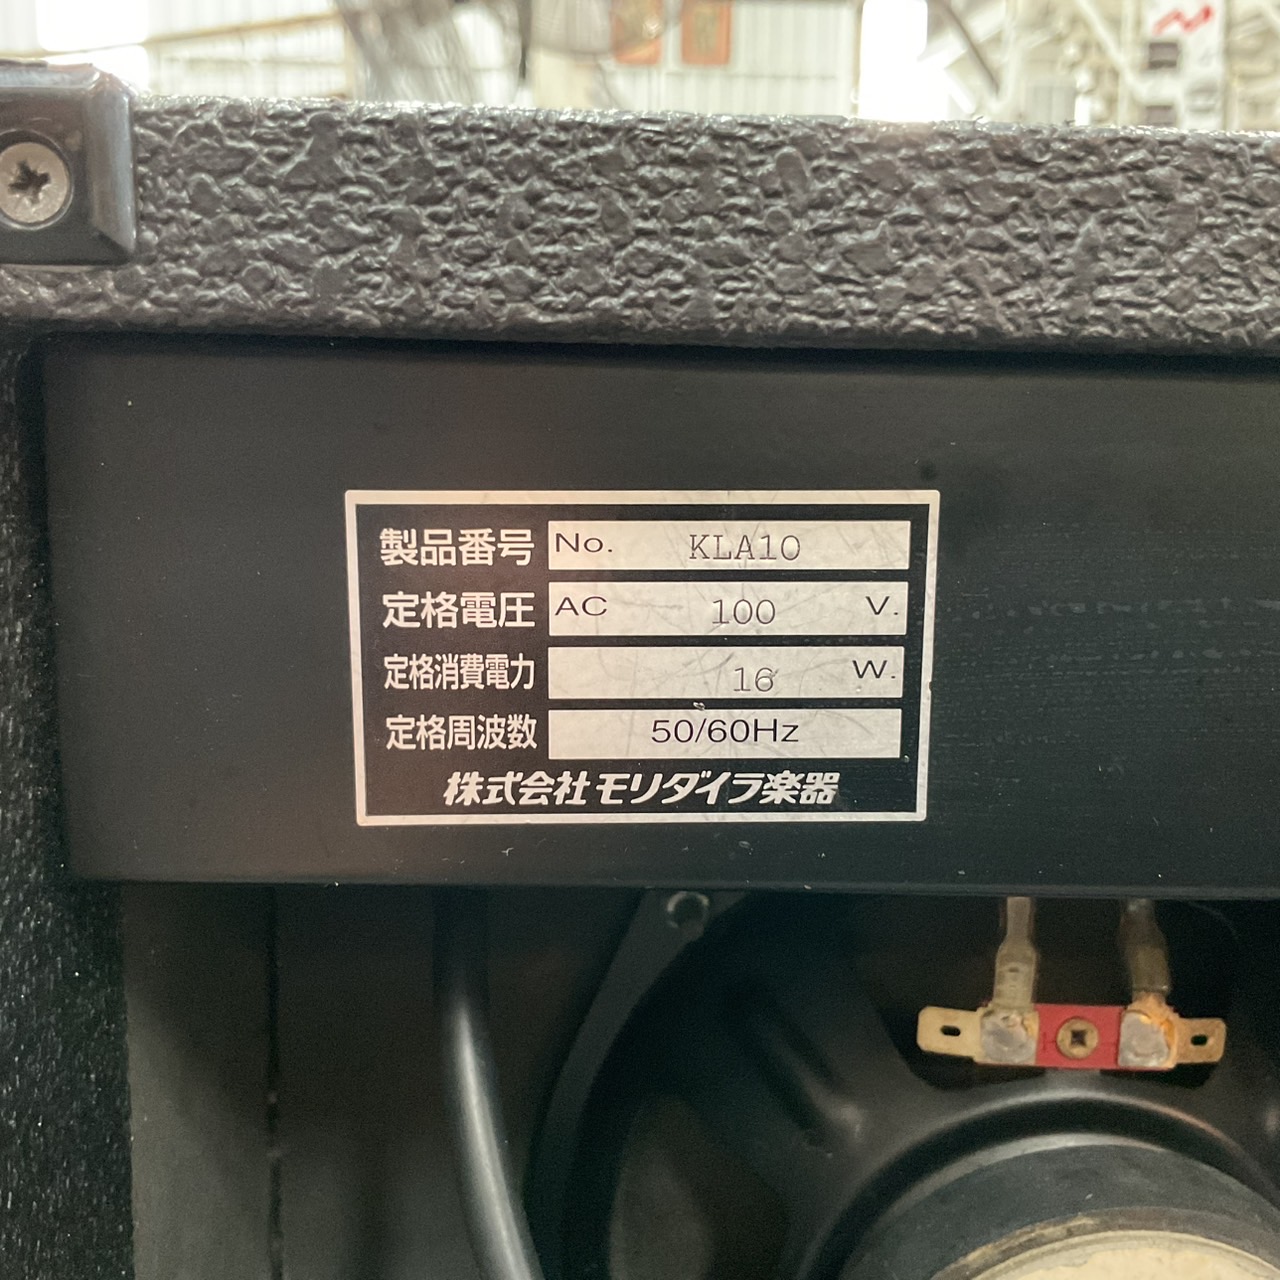 製品番号 No. KLA10
定格電圧 AC 100 V.
定格消費電力 16 W.
定格周波数 50/60Hz
株式会社モリダイラ楽器